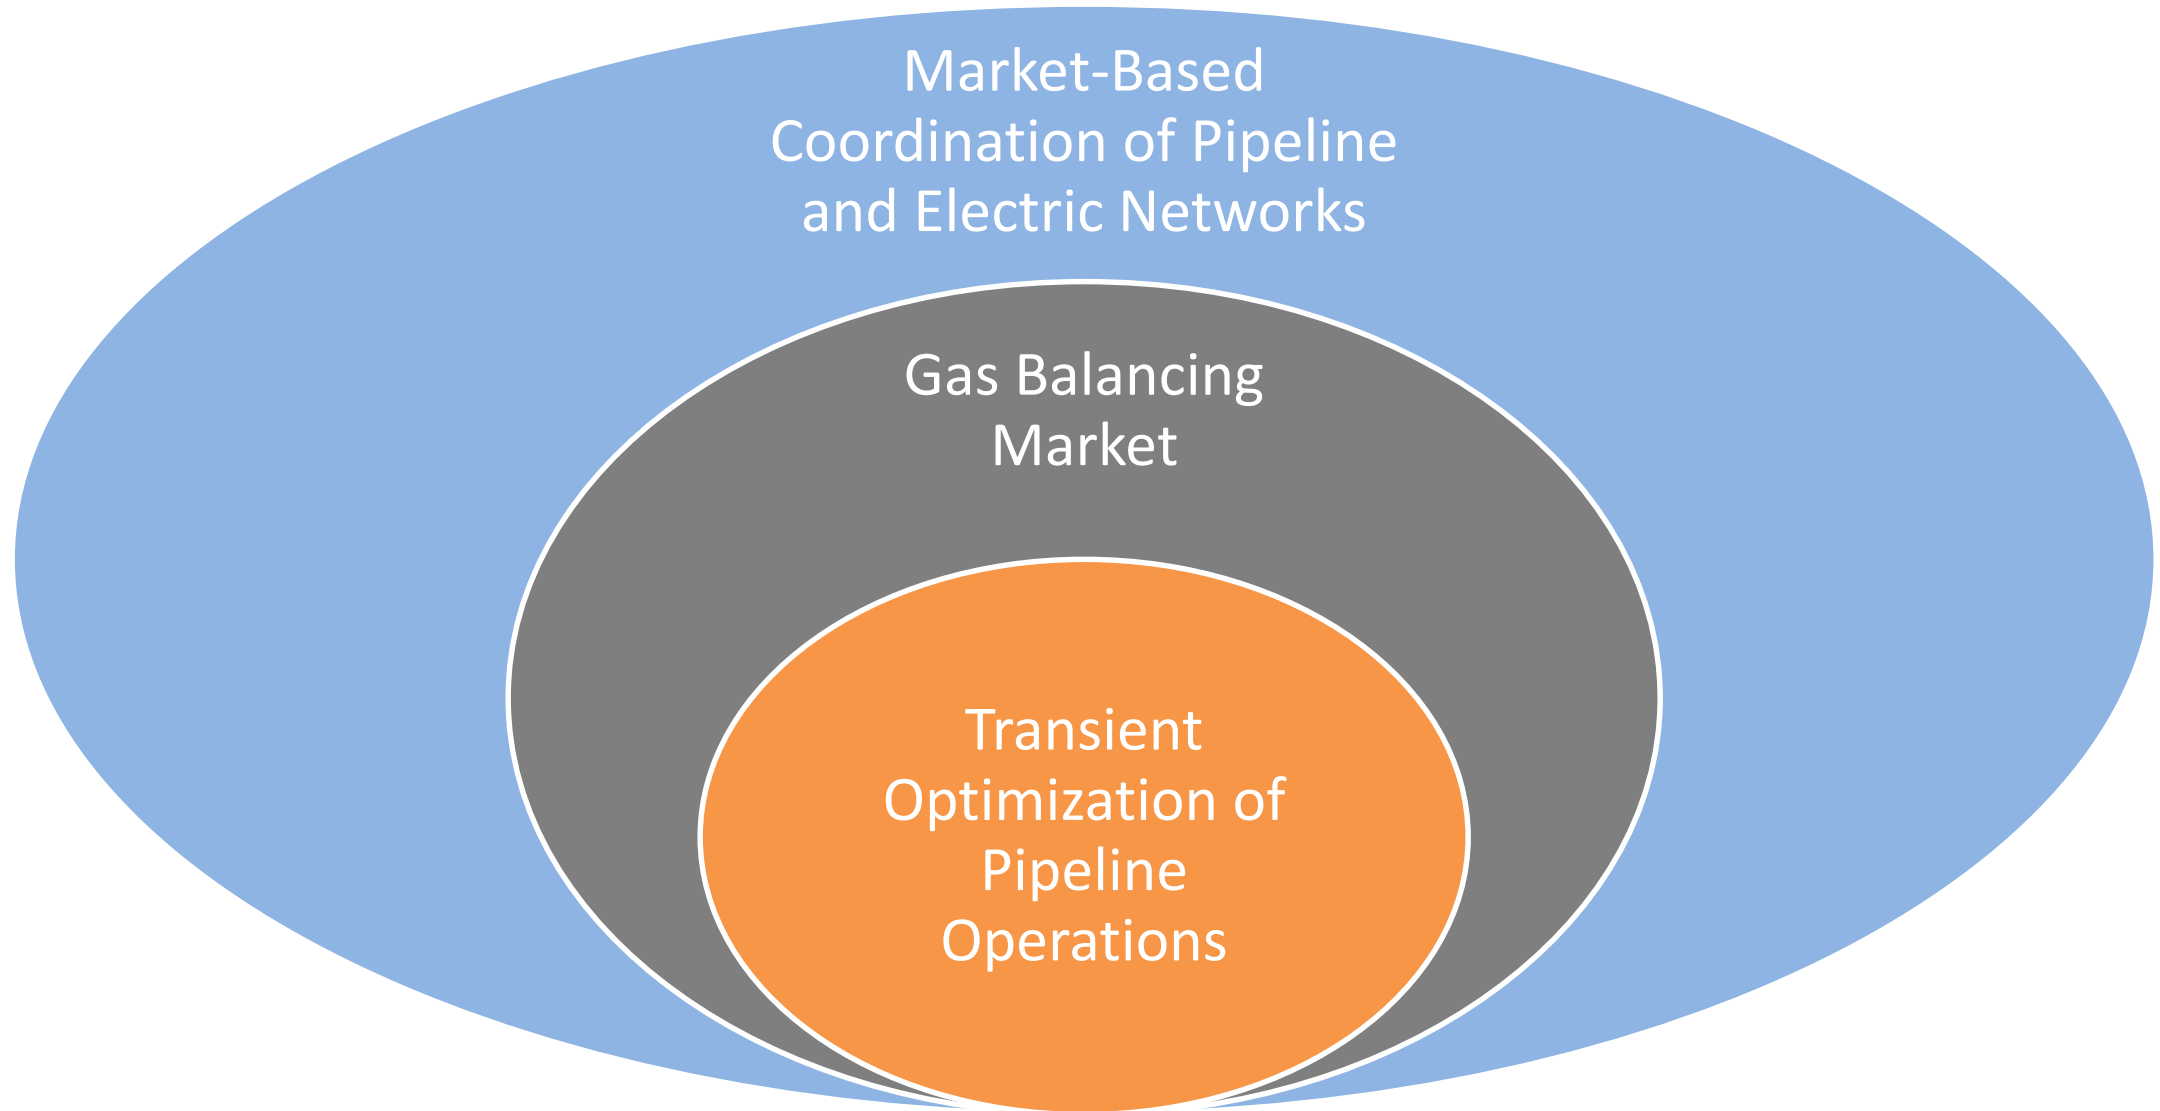 Market-Based
Coordination of Pipeline
and Electric Networks
Gas Balancing
Market
Transient
Optimization of
Pipeline
Operations